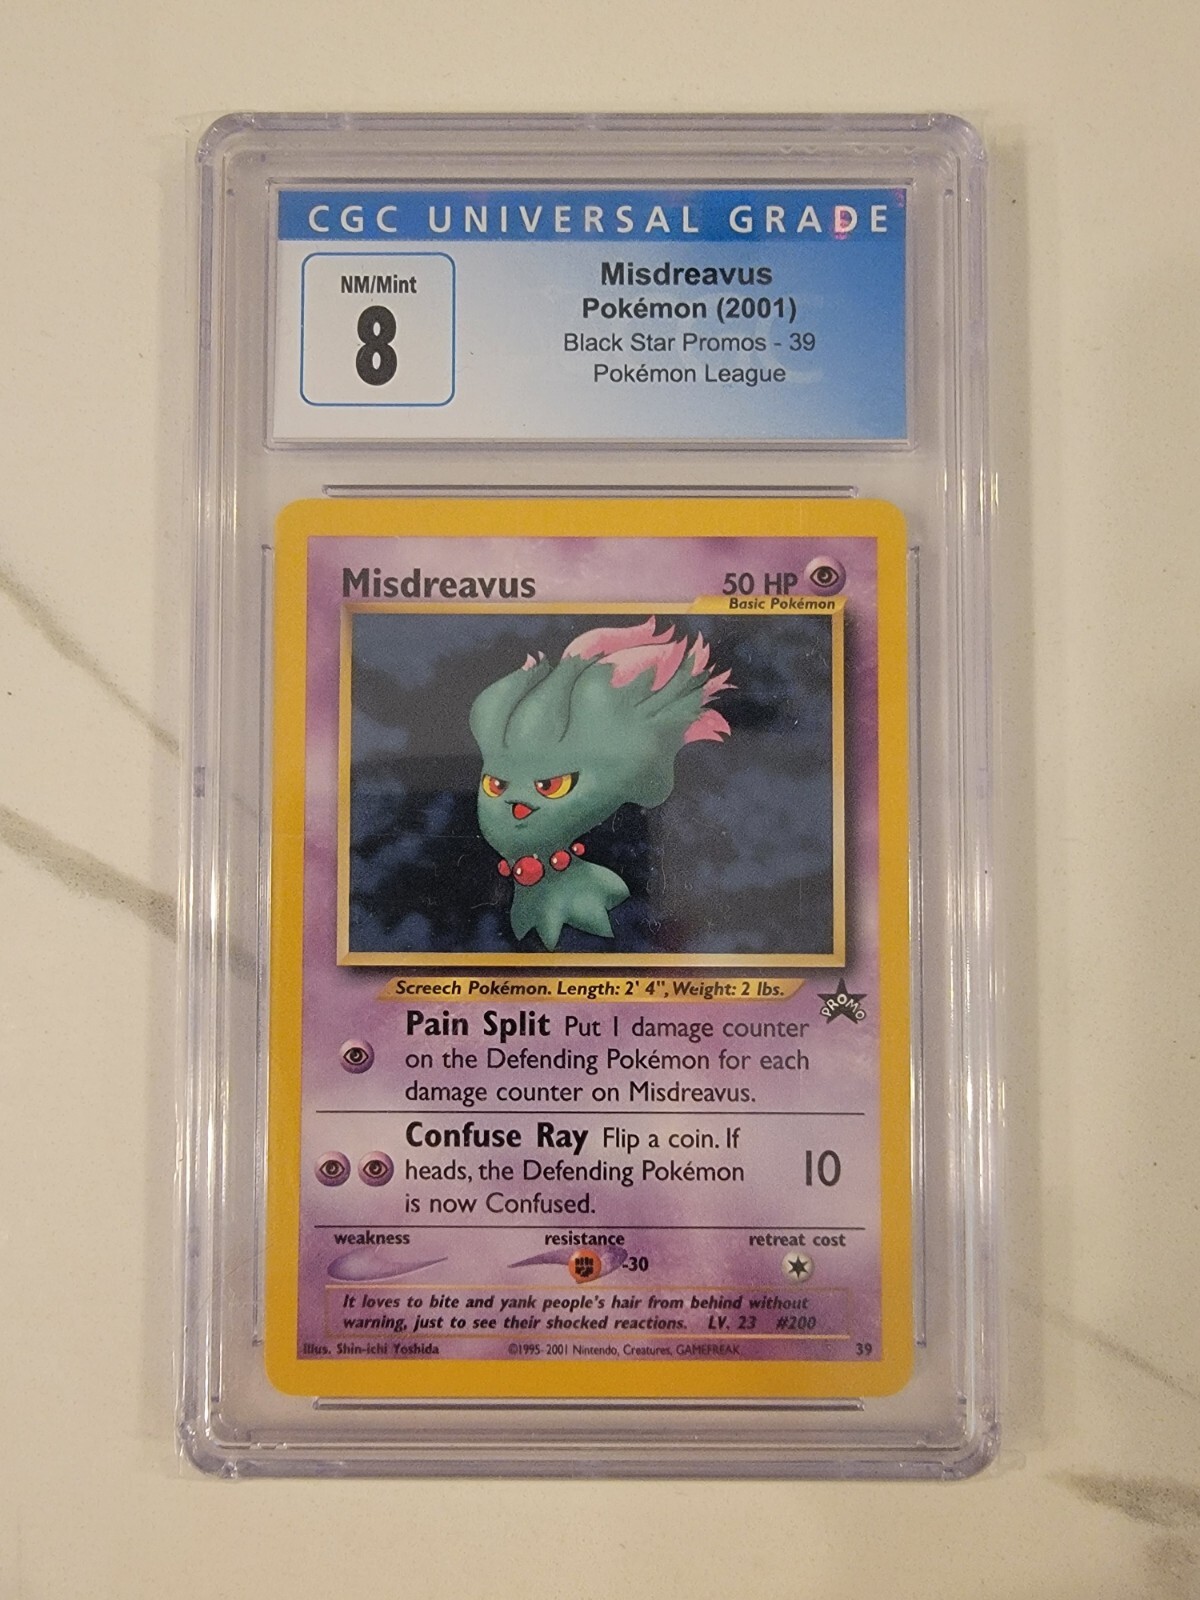 CGC UNIVERSAL GRADE
NM/Mint
8
Misdreavus
Pokémon (2001)
Black Star Promos - 39
Pokémon League
Misdreavus
50 HP
Basic Pokémon
Screech Pokémon. Length: 2' 4", Weight: 2 lbs.
PROMO
Pain Split Put 1 damage counter
on the Defending Pokémon for each
damage counter on Misdreavus.
Confuse Ray Flip a coin. If
heads, the Defending Pokémon
is now Confused.
10
weakness
resistance
retreat cost
-30
It loves to bite and yank people's hair from behind without
warning, just to see their shocked reactions. LV. 23 #200
Illus. Shin-ichi Yoshida
©1995-2001 Nintendo, Creatures, GAMEFREAK
39